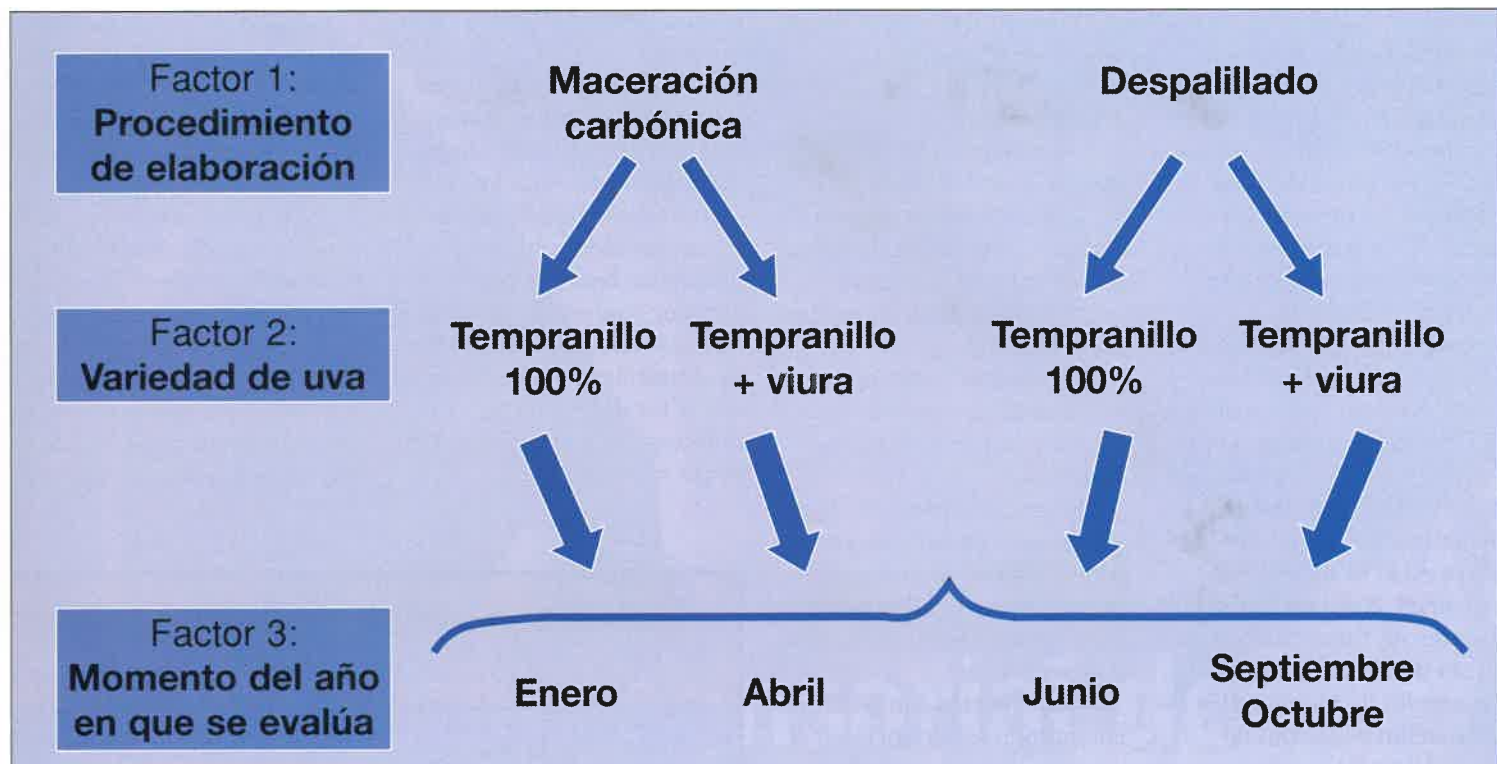 Factor 1:
Procedimiento
de elaboración
Maceración
carbónica
Despalillado
Factor 2:
Variedad de uva
Tempranillo
100%
Tempranillo
+ viura
Tempranillo
100%
Tempranillo
+ viura
Factor 3:
Momento del año
en que se evalúa
Enero
Abril
Junio
Septiembre
Octubre